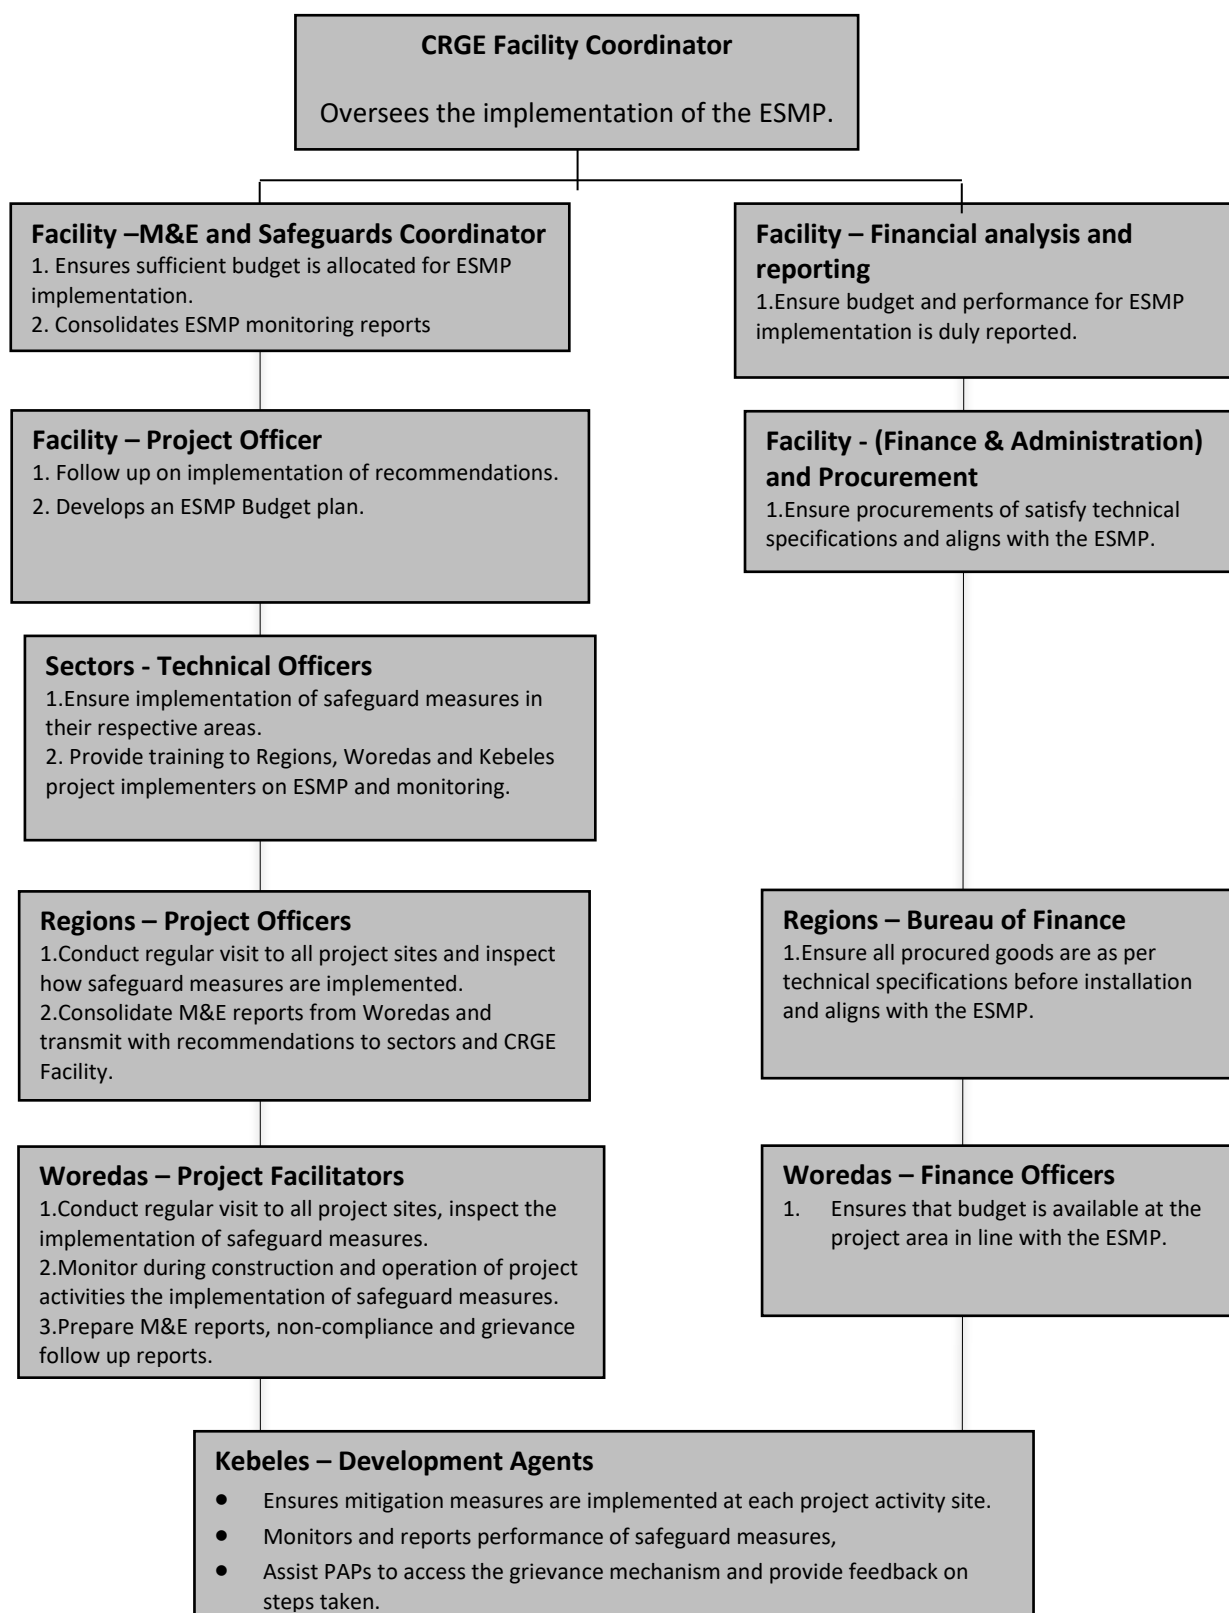 CRGE Facility Coordinator
Oversees the implementation of the ESMP.
Facility –M&E and Safeguards Coordinator
1. Ensures sufficient budget is allocated for ESMP
implementation.
2. Consolidates ESMP monitoring reports
Facility – Financial analysis and
reporting
1.Ensure budget and performance for ESMP
implementation is duly reported.
Facility – Project Officer
1. Follow up on implementation of recommendations.
2. Develops an ESMP Budget plan.
Facility - (Finance & Administration)
and Procurement
1.Ensure procurements of satisfy technical
specifications and aligns with the ESMP.
Sectors - Technical Officers
1.Ensure implementation of safeguard measures in
their respective areas.
2. Provide training to Regions, Woredas and Kebeles
project implementers on ESMP and monitoring.
Regions – Project Officers
1.Conduct regular visit to all project sites and inspect
how safeguard measures are implemented.
2.Consolidate M&E reports from Woredas and
transmit with recommendations to sectors and CRGE
Facility.
Regions – Bureau of Finance
1.Ensure all procured goods are as per
technical specifications before installation
and aligns with the ESMP.
Woredas – Project Facilitators
1.Conduct regular visit to all project sites, inspect the
implementation of safeguard measures.
2.Monitor during construction and operation of project
activities the implementation of safeguard measures.
3.Prepare M&E reports, non-compliance and grievance
follow up reports.
Woredas – Finance Officers
1. Ensures that budget is available at the
project area in line with the ESMP.
Kebeles – Development Agents
● Ensures mitigation measures are implemented at each project activity site.
● Monitors and reports performance of safeguard measures,
● Assist PAPs to access the grievance mechanism and provide feedback on
steps taken.